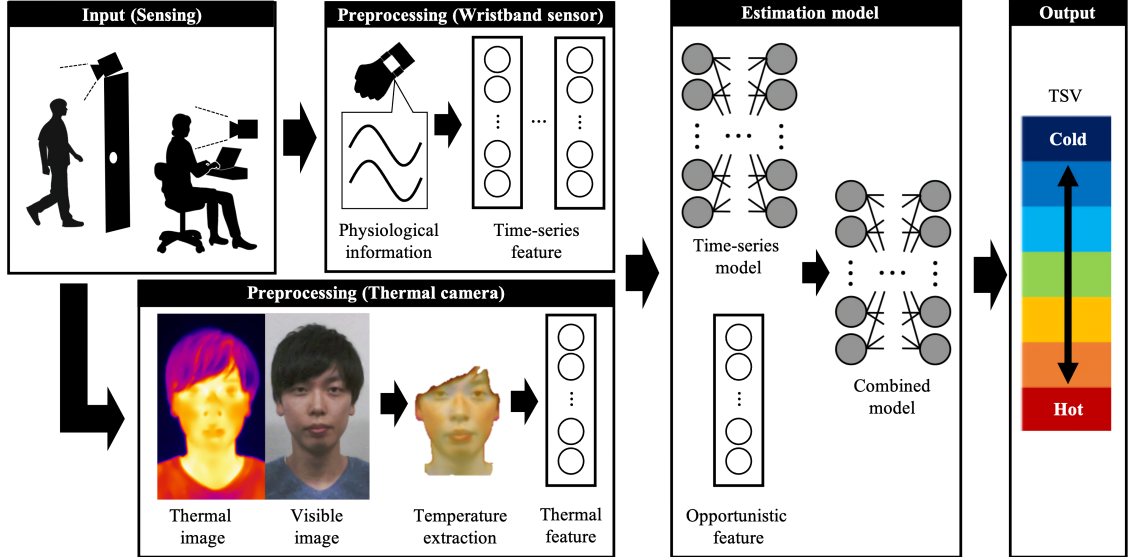 Input (Sensing)
Preprocessing (Wristband sensor)
Physiological
information
Time-series
feature
Preprocessing (Thermal camera)
Thermal
image
Visible
image
Temperature
extraction
Thermal
feature
Estimation model
Time-series
model
Opportunistic
feature
Combined
model
Output
TSV
Cold
Hot